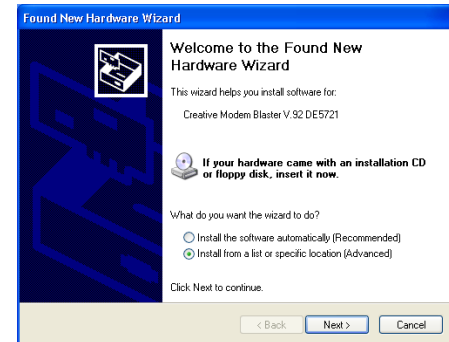 Found New Hardware Wizard
Welcome to the Found New
Hardware Wizard
This wizard helps you install software for:
Creative Modem Blaster V.92 DE5721
If your hardware came with an installation CD
or floppy disk, insert it now.
What do you want the wizard to do?
Install the software automatically (Recommended)
Install from a list or specific location (Advanced)
Click Next to continue.
< Back Next > Cancel